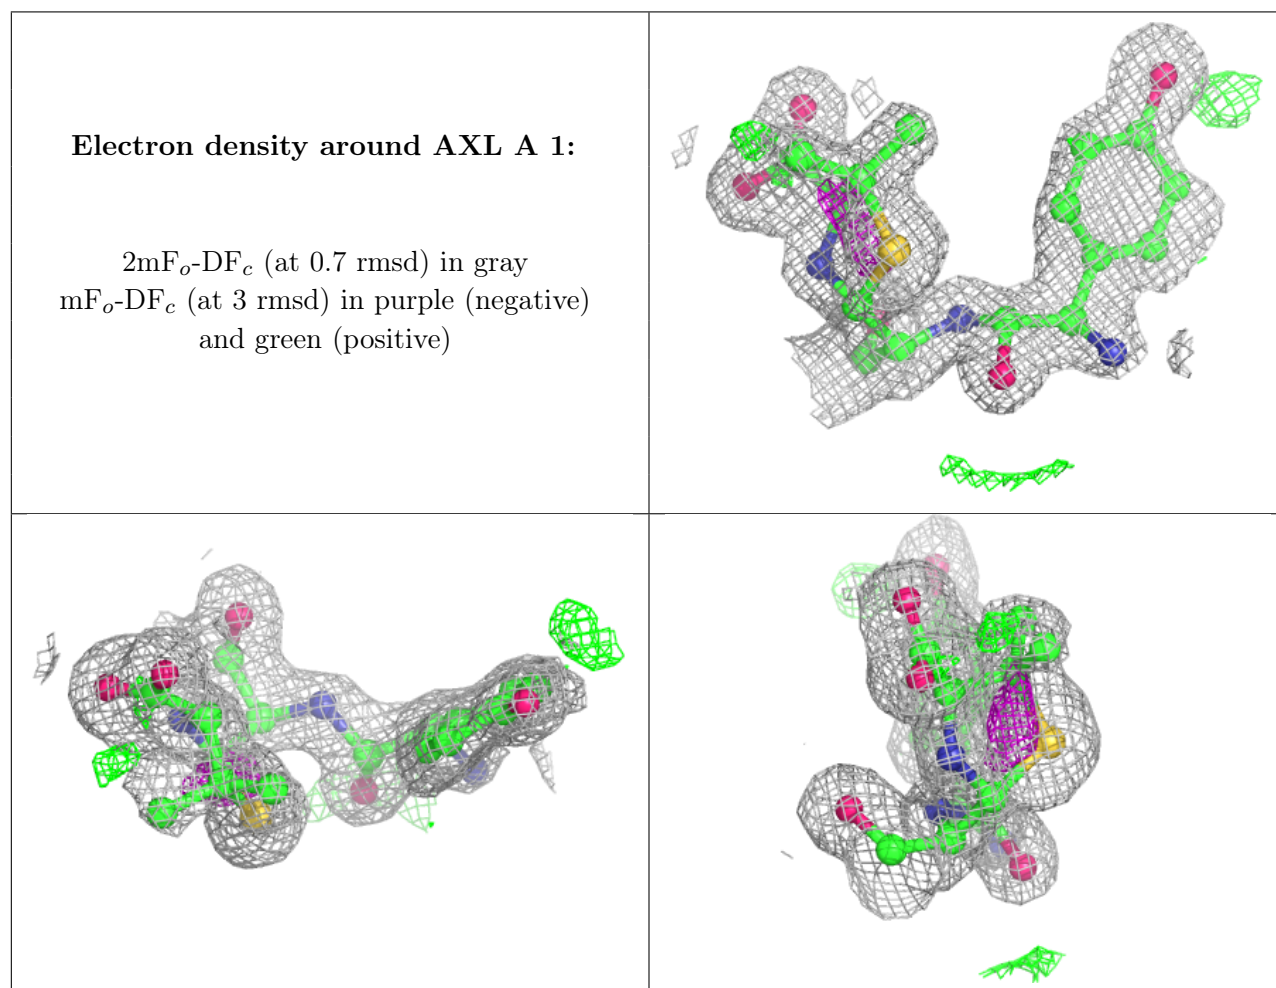 Electron density around AXL A 1:
2mFo-DFc (at 0.7 rmsd) in gray
mFo-DFc (at 3 rmsd) in purple (negative)
and green (positive)